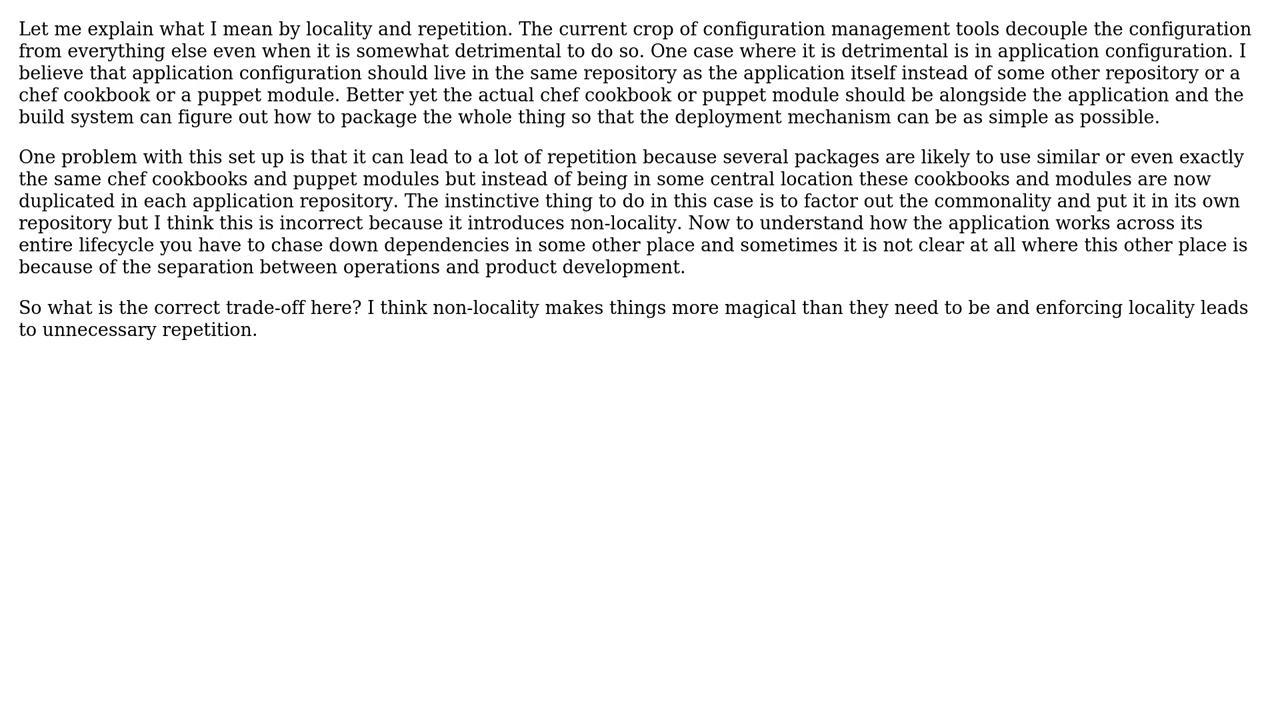 Let me explain what I mean by locality and repetition. The current crop of configuration management tools decouple the configuration
from everything else even when it is somewhat detrimental to do so. One case where it is detrimental is in application configuration. I
believe that application configuration should live in the same repository as the application itself instead of some other repository or a
chef cookbook or a puppet module. Better yet the actual chef cookbook or puppet module should be alongside the application and the
build system can figure out how to package the whole thing so that the deployment mechanism can be as simple as possible.
One problem with this set up is that it can lead to a lot of repetition because several packages are likely to use similar or even exactly
the same chef cookbooks and puppet modules but instead of being in some central location these cookbooks and modules are now
duplicated in each application repository. The instinctive thing to do in this case is to factor out the commonality and put it in its own
repository but I think this is incorrect because it introduces non-locality. Now to understand how the application works across its
entire lifecycle you have to chase down dependencies in some other place and sometimes it is not clear at all where this other place is
because of the separation between operations and product development.
So what is the correct trade-off here? I think non-locality makes things more magical than they need to be and enforcing locality leads
to unnecessary repetition.